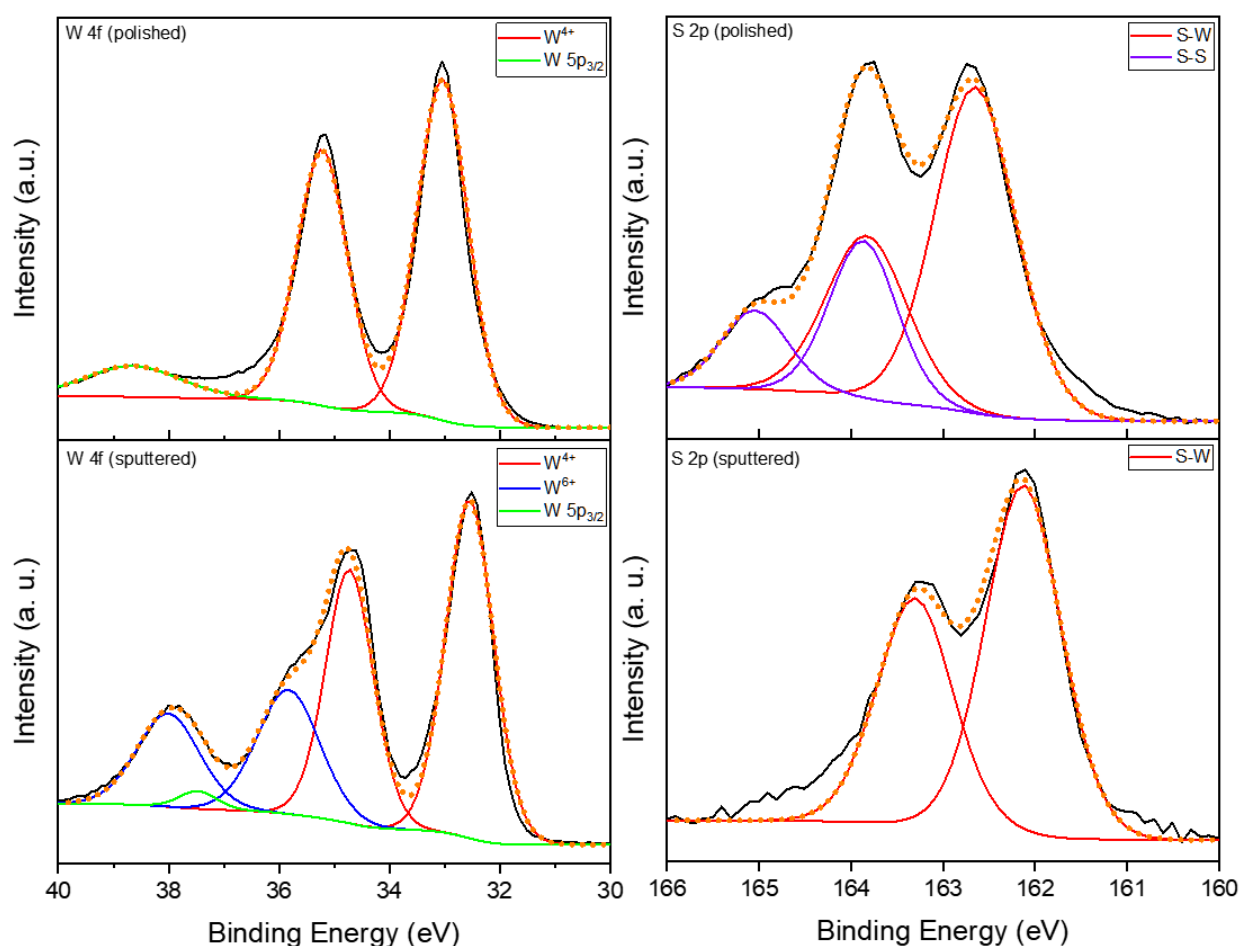 W 4f (polished)
W⁴⁺
W 5p₃/₂
Intensity (a.u.)
S 2p (polished)
S-W
S-S
Intensity (a.u.)
W 4f (sputtered)
W⁴⁺
W⁶⁺
W 5p₃/₂
Intensity (a. u.)
40 38 36 34 32 30
Binding Energy (eV)
S 2p (sputtered)
S-W
Intensity (a.u.)
166 165 164 163 162 161 160
Binding Energy (eV)